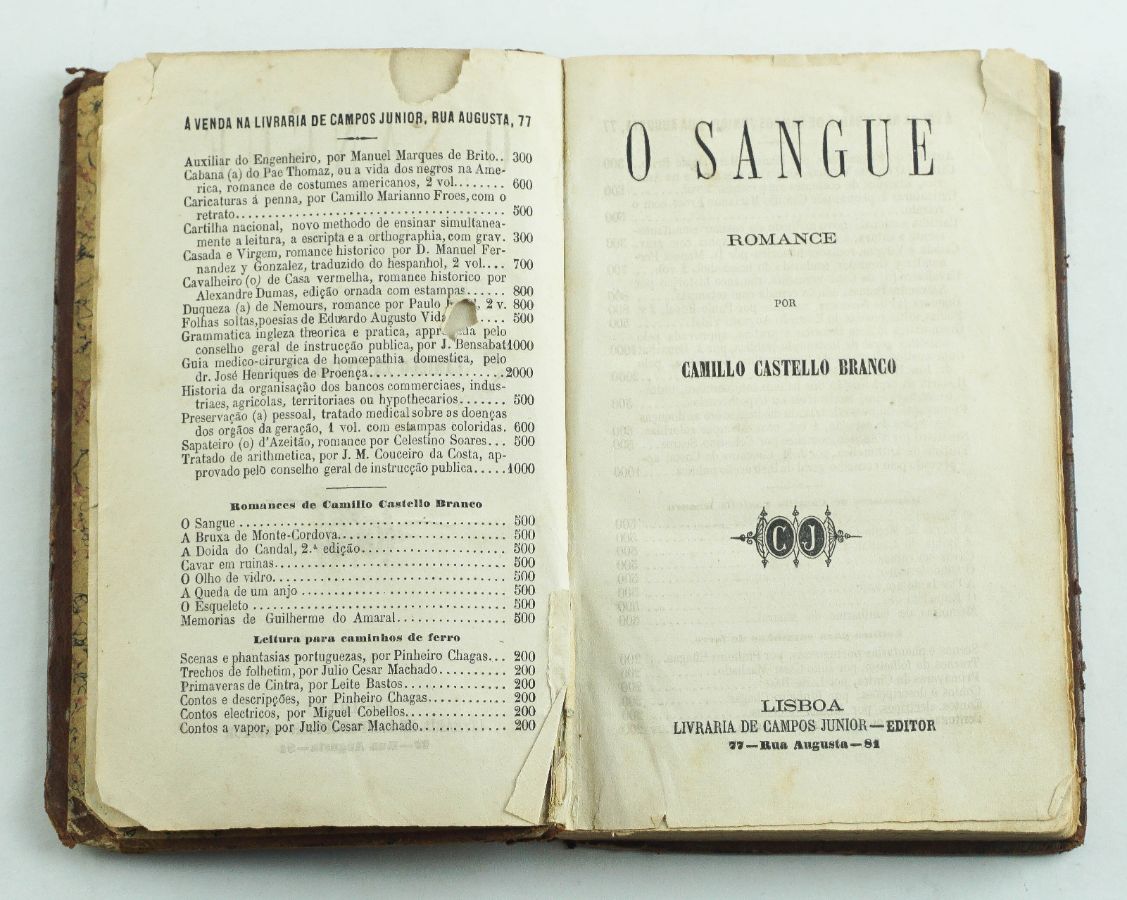 Á VENDA NA LIVRARIA DE CAMPOS JUNIOR, RUA AUGUSTA, 77
Auxiliar do Engenheiro, por Manuel Marques de Brito.. 300
Cabana (a) do Pae Thomaz, ou a vida dos negros na Ame-
rica, romance de costumes americanos, 2 vol........ 600
Caricaturas á penna, por Camillo Marianno Froes, com o
retrato........................................ 500
Cartilha nacional, novo methodo de ensinar simultanea-
mente a leitura, a escripta e a orthographia, com grav. 300
Casada e Virgem, romance historico por D. Manuel Fer-
nandez y Gonzalez, traduzido do hespanhol, 2 vol.... 700
Cavalheiro (o) de Casa vermelha, romance historico por
Alexandre Dumas, edição ornada com estampas...... 800
Duqueza (a) de Nemours, romance por Paulo 2 v. 800
Folhas soltas, poesias de Eduardo Augusto .... 500
Grammatica ingleza theorica e pratica, pelo
conselho geral de instrucção publica, por J. Bensabat 1000
Guia medico-cirurgica de homœpathia domestica, pelo
dr. José Henriques de Proença.................... 2000
Historia da organisação dos bancos commerciaes, indus-
triaes, agricolas, territoriaes ou hypothecarios....... 500
Preservação (a) pessoal, tratado medical sobre as doenças
dos orgãos da geração, 1 vol. com estampas coloridas. 600
Sapateiro (o) d'Azeitão, romance por Celestino Soares... 500
Tratado de arithmetica, por J. M. Couceiro da Costa, ap-
provado pelo conselho geral de instrucção publica.....1000
Romances de Camillo Castello Branco
O Sangue ........................................ 500
A Bruxa de Monte-Cordova......................... 500
A Doida do Candal, 2.ª edição...................... 500
Cavar em ruinas................................... 500
O Olho de vidro................................... 500
A Queda de um anjo ............................... 500
O Esqueleto ...................................... 500
Memorias de Guilherme do Amaral................. 500
Leitura para caminhos de ferro
Scenas e phantasias portuguezas, por Pinheiro Chagas... 200
Trechos de folhetim, por Julio Cesar Machado.......... 200
Primaveras de Cintra, por Leite Bastos............... 200
Contos e descripções, por Pinheiro Chagas............ 200
Contos electricos, por Miguel Cobellos............... 200
Contos a vapor, por Julio Cesar Machado............. 200
O SANGUE
ROMANCE
POR
CAMILLO CASTELLO BRANCO
C J
LISBOA
LIVRARIA DE CAMPOS JUNIOR—EDITOR
77—Rua Augusta—81